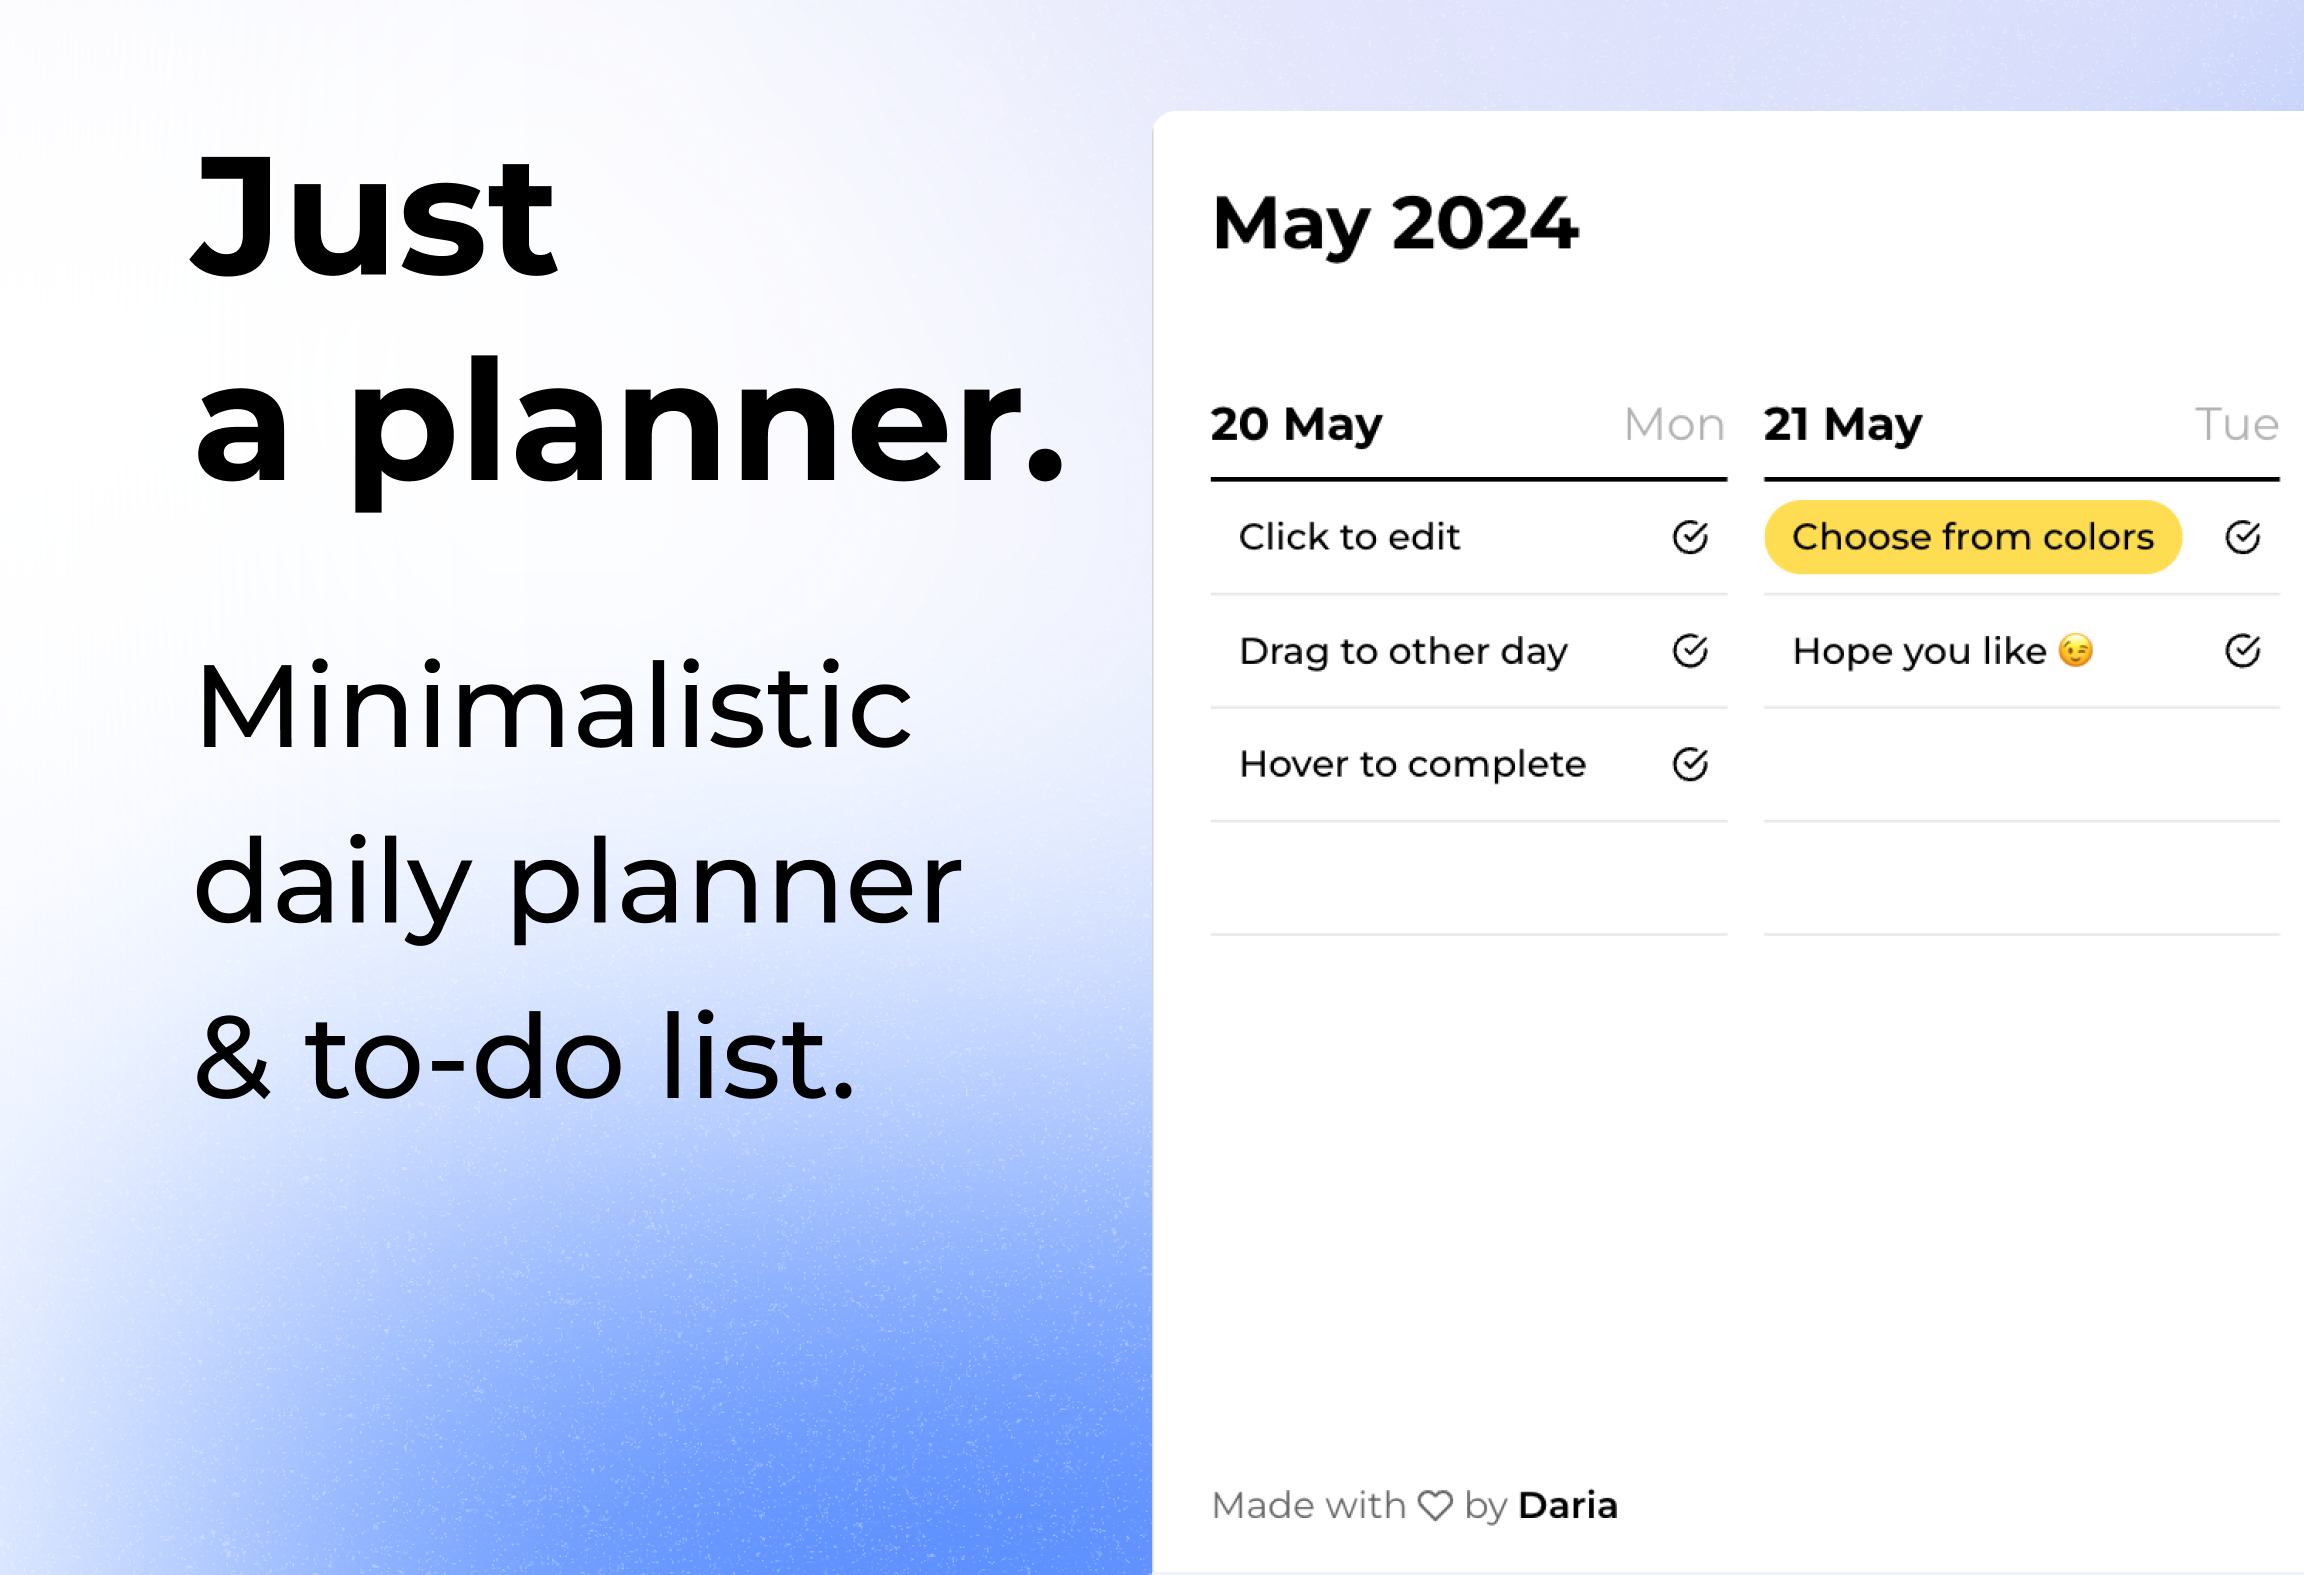 Just
a planner.
Minimalistic
daily planner
& to-do list.
May 2024
20 May Mon
Click to edit
Drag to other day
Hover to complete
21 May Tue
Choose from colors
Hope you like 😉
Made with ♡ by Daria